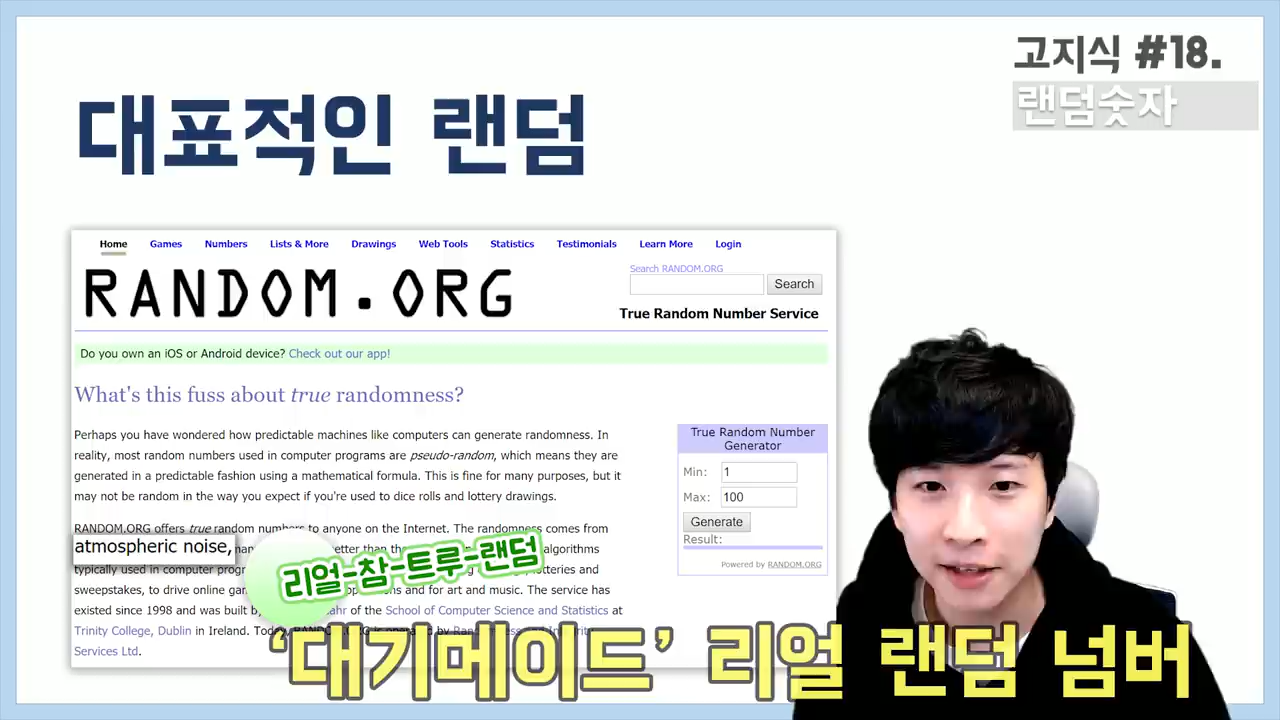 고지식 #18.
랜덤숫자
대표적인 랜덤
Home Games Numbers Lists & More Drawings Web Tools Statistics Testimonials Learn More Login
RANDOM.ORG
Search RANDOM.ORG
Search
True Random Number Service
Do you own an iOS or Android device? Check out our app!
What's this fuss about true randomness?
Perhaps you have wondered how predictable machines like computers can generate randomness. In
reality, most random numbers used in computer programs are pseudo-random, which means they are
generated in a predictable fashion using a mathematical formula. This is fine for many purposes, but it
may not be random in the way you expect if you're used to dice rolls and lottery drawings.
RANDOM.ORG offers true random numbers to anyone on the Internet. The randomness comes from
atmospheric noise, better than the algorithms
typically used in computer lotteries and
sweepstakes, to drive online and for art and music. The service has
existed since 1998 and was built by of the School of Computer Science and Statistics at
Trinity College, Dublin in Ireland. RANDOM.ORG is
Services Ltd.
True Random Number
Generator
Min: 1
Max: 100
Generate
Result:
Powered by RANDOM.ORG
리얼-참-트루-랜덤
‘대기메이드’ 리얼 랜덤 넘버